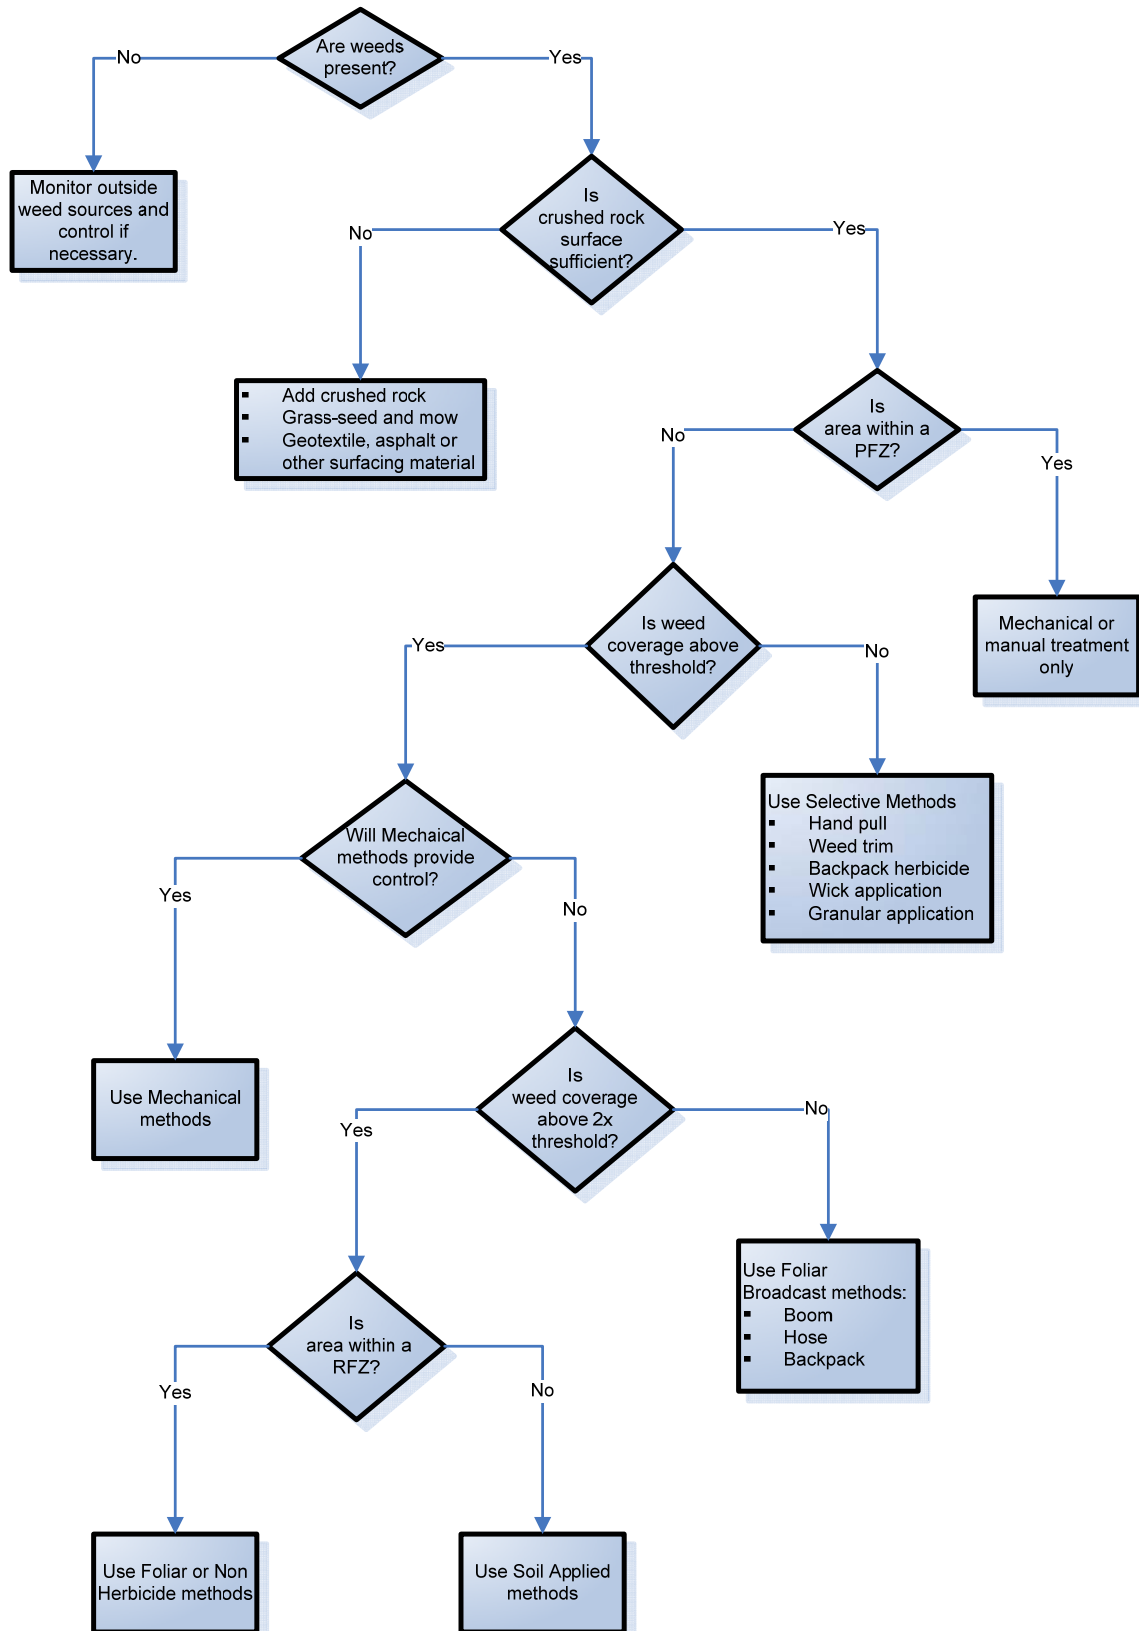 Are weeds
present?
No
Yes
Monitor outside
weed sources and
control if
necessary.
Is
crushed rock
surface
sufficient?
No
Yes
▪ Add crushed rock
▪ Grass-seed and mow
▪ Geotextile, asphalt or
other surfacing material
Is
area within a
PFZ?
No
Yes
Mechanical or
manual treatment
only
Is weed
coverage above
threshold?
Yes
No
Use Selective Methods
▪ Hand pull
▪ Weed trim
▪ Backpack herbicide
▪ Wick application
▪ Granular application
Will Mechaical
methods provide
control?
Yes
No
Use Mechanical
methods
Is
weed coverage
above 2x
threshold?
Yes
No
Use Foliar
Broadcast methods:
▪ Boom
▪ Hose
▪ Backpack
Is
area within a
RFZ?
Yes
No
Use Foliar or Non
Herbicide methods
Use Soil Applied
methods